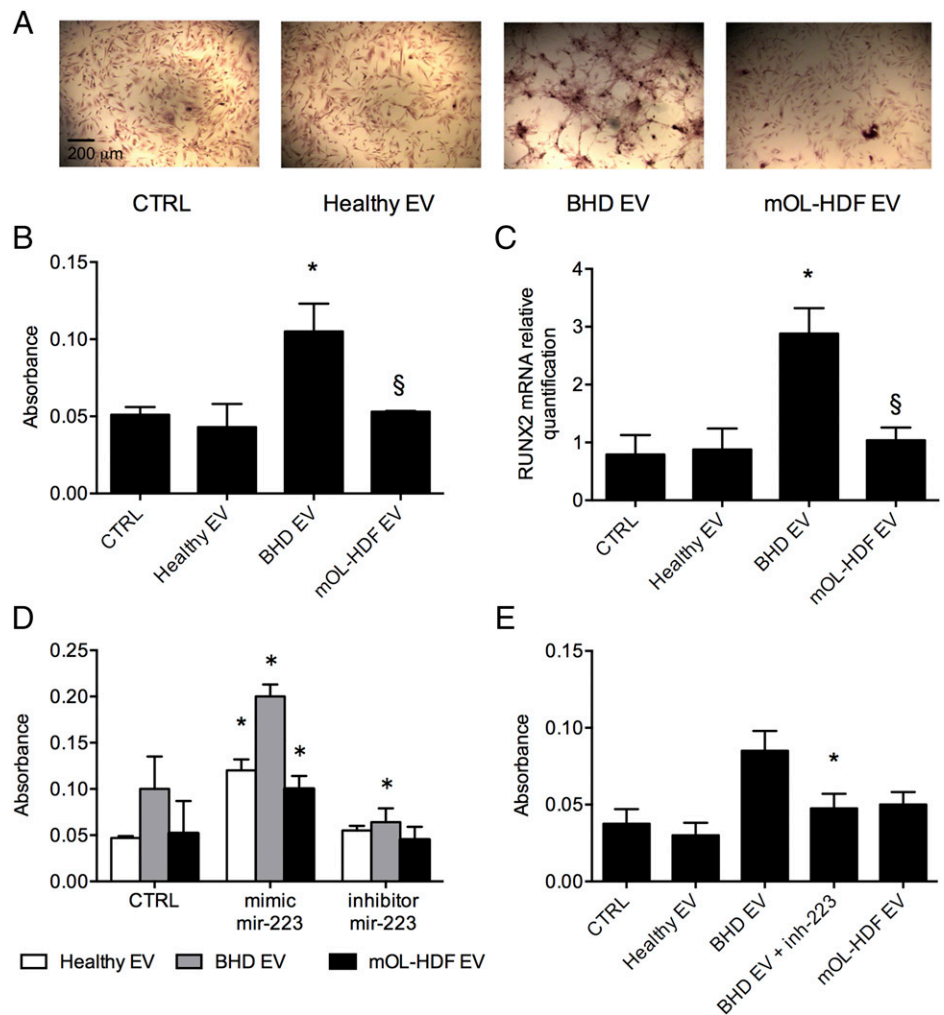 A
200 μm
CTRL
Healthy EV
BHD EV
mOL-HDF EV
B
0.15
0.10
0.05
0.00
Absorbance
*
§
CTRL
Healthy EV
BHD EV
mOL-HDF EV
C
4
3
2
1
0
RUNX2 mRNA relative
quantification
*
§
CTRL
Healthy EV
BHD EV
mOL-HDF EV
D
0.25
0.20
0.15
0.10
0.05
0.00
Absorbance
*
*
*
*
CTRL
mimic
mir-223
inhibitor
mir-223
Healthy EV
BHD EV
mOL-HDF EV
E
0.15
0.10
0.05
0.00
Absorbance
*
CTRL
Healthy EV
BHD EV
BHD EV + inh-223
mOL-HDF EV